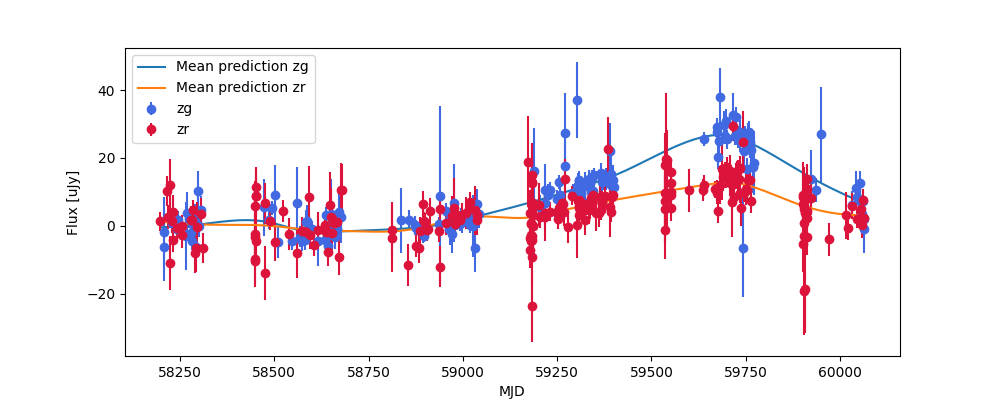 Mean prediction zg
Mean prediction zr
zg
zr
Flux [uJy]
40
20
0
−20
58250
58500
58750
59000
59250
59500
59750
60000
MJD